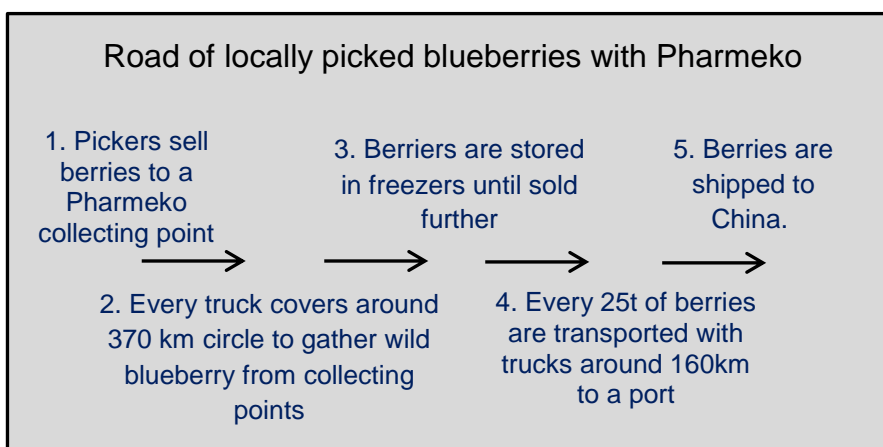 Road of locally picked blueberries with Pharmeko
1. Pickers sell
berries to a
Pharmeko
collecting point
2. Every truck covers around
370 km circle to gather wild
blueberry from collecting
points
3. Berriers are stored
in freezers until sold
further
4. Every 25t of berries
are transported with
trucks around 160km
to a port
5. Berries are
shipped to
China.